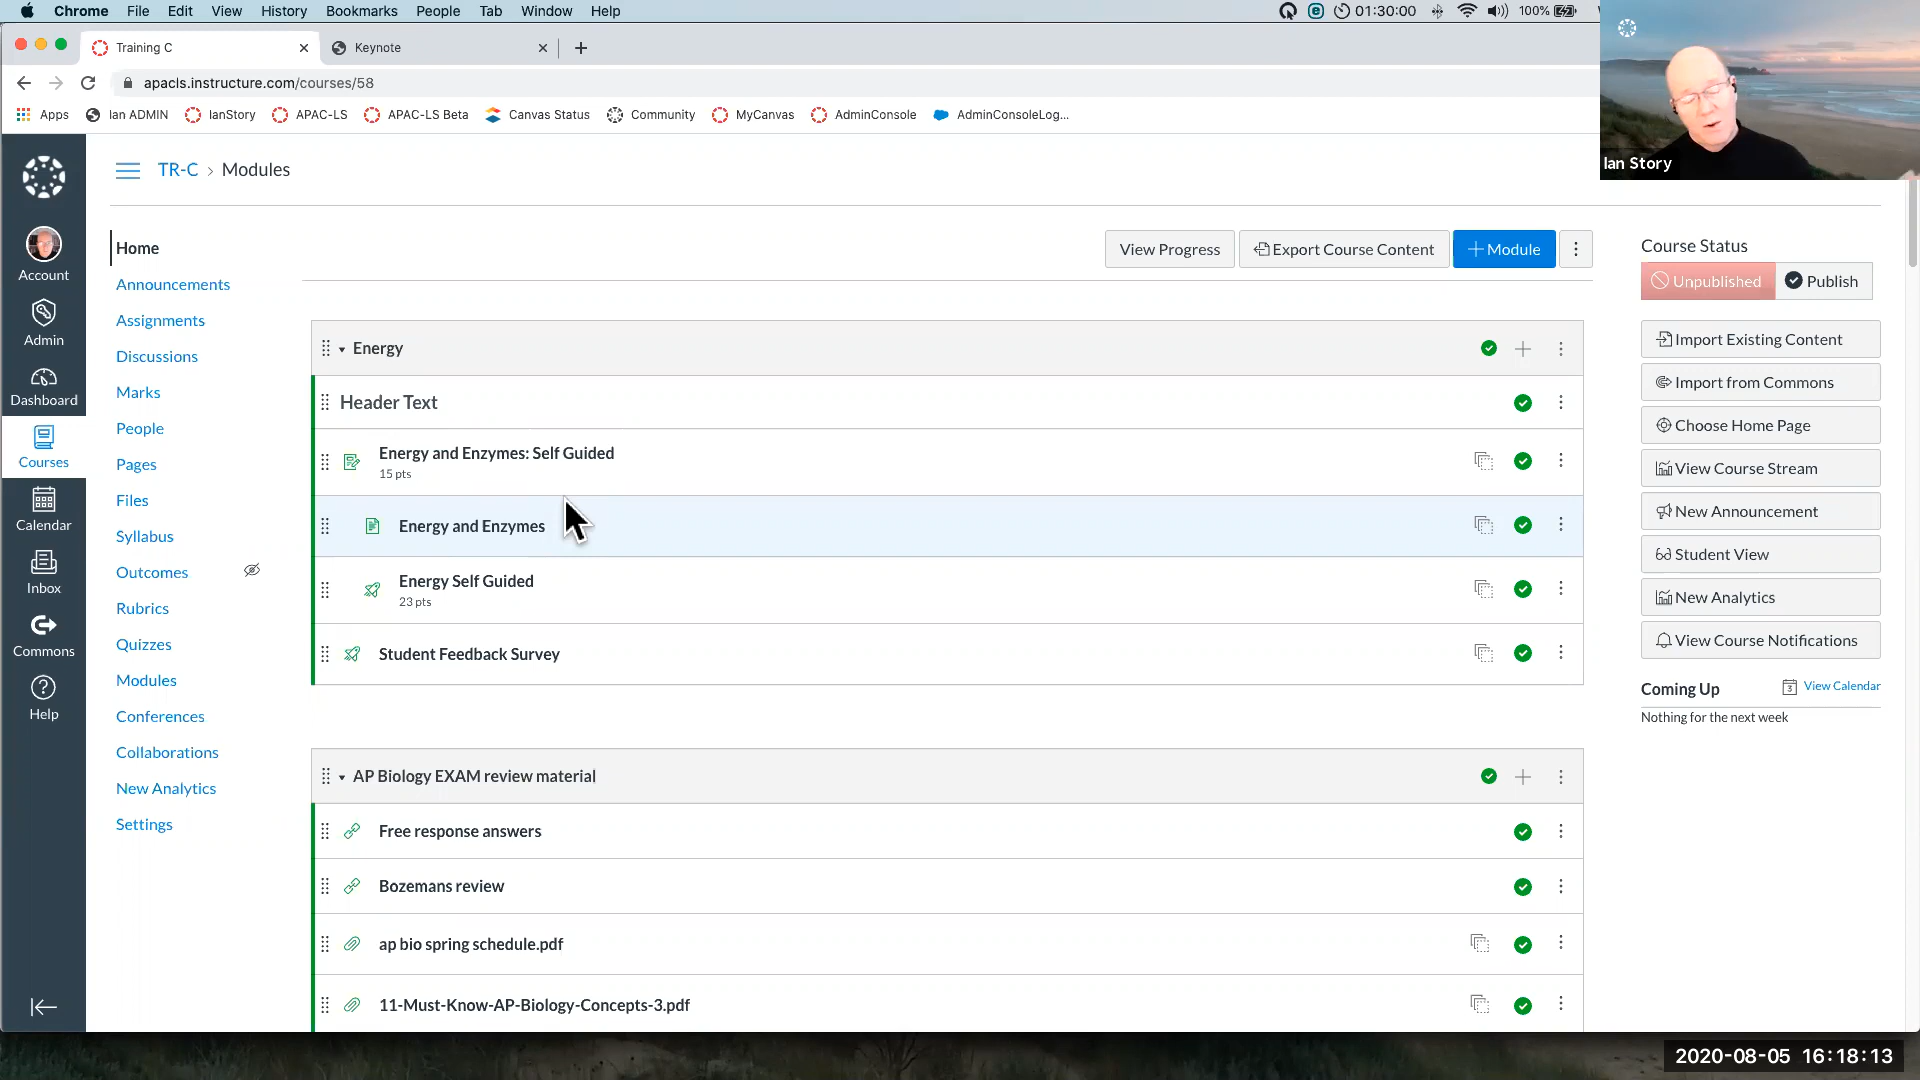 Chrome File Edit View History Bookmarks People Tab Window Help
01:30:00 100%
Training C
Keynote
apacls.instructure.com/courses/58
Apps Ian ADMIN IanStory APAC-LS APAC-LS Beta Canvas Status Community MyCanvas AdminConsole AdminConsoleLog...
Ian Story
TR-C > Modules
Account
Admin
Dashboard
Courses
Calendar
Inbox
Commons
Help
Home
Announcements
Assignments
Discussions
Marks
People
Pages
Files
Syllabus
Outcomes
Rubrics
Quizzes
Modules
Conferences
Collaborations
New Analytics
Settings
View Progress Export Course Content + Module
Energy
Header Text
Energy and Enzymes: Self Guided
15 pts
Energy and Enzymes
Energy Self Guided
23 pts
Student Feedback Survey
AP Biology EXAM review material
Free response answers
Bozemans review
ap bio spring schedule.pdf
11-Must-Know-AP-Biology-Concepts-3.pdf
Course Status
Unpublished Publish
Import Existing Content
Import from Commons
Choose Home Page
View Course Stream
New Announcement
Student View
New Analytics
View Course Notifications
Coming Up 3 View Calendar
Nothing for the next week
2020-08-05 16:18:13